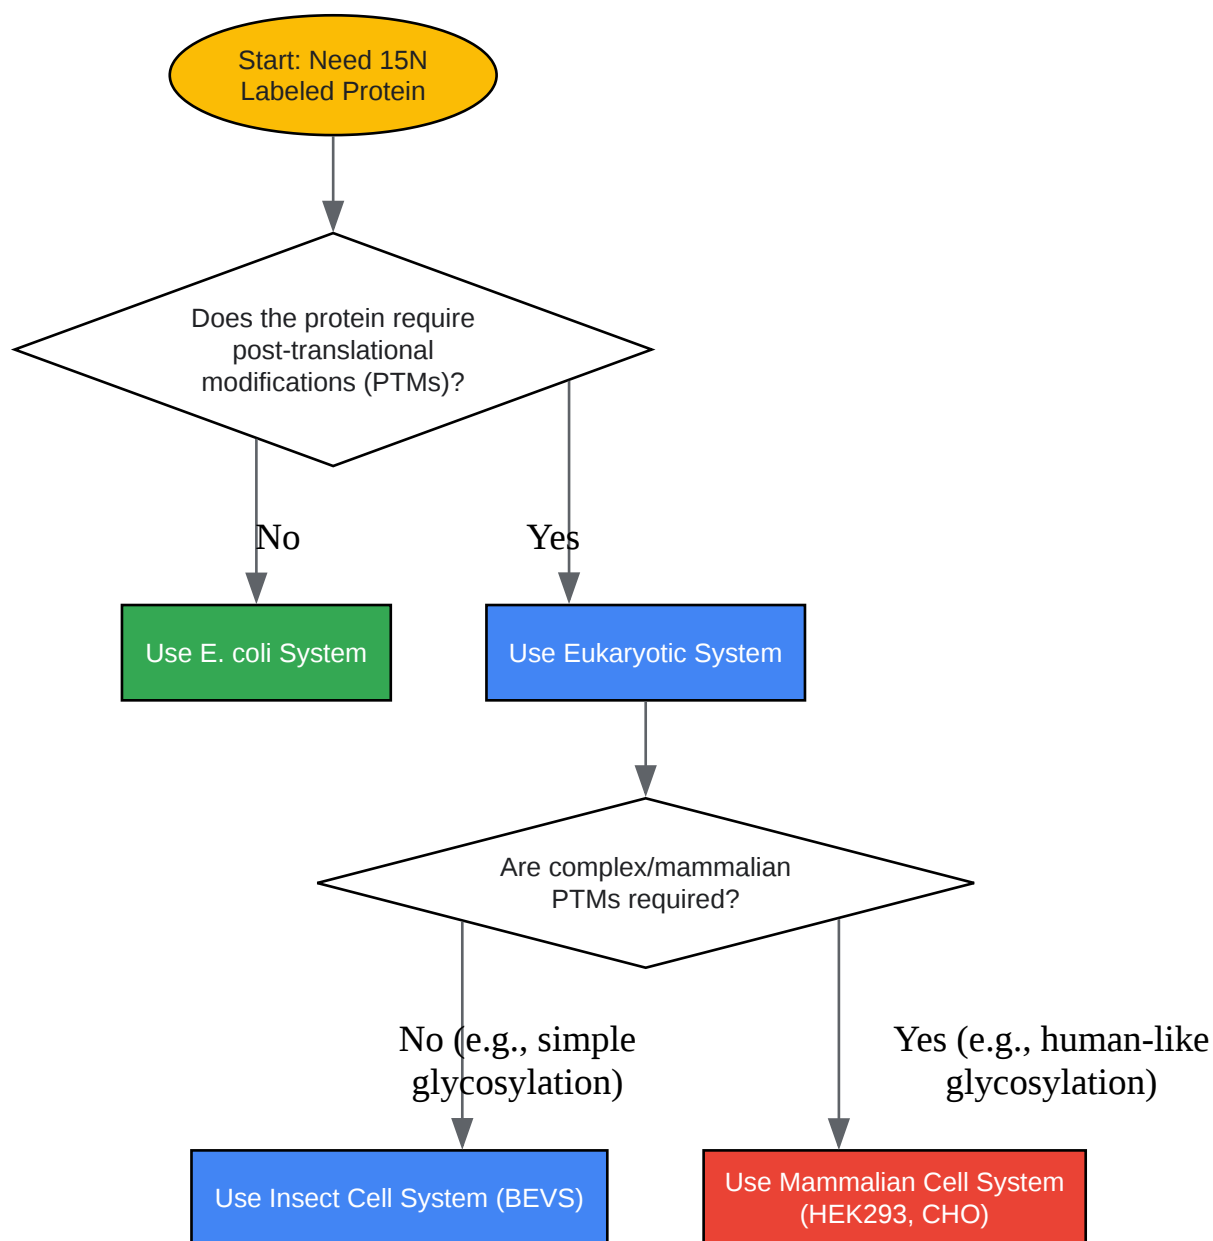 Start: Need 15N
Labeled Protein
Does the protein require
post-translational
modifications (PTMs)?
No
Yes
Use E. coli System
Use Eukaryotic System
Are complex/mammalian
PTMs required?
No (e.g., simple
glycosylation)
Yes (e.g., human-like
glycosylation)
Use Insect Cell System (BEVS)
Use Mammalian Cell System
(HEK293, CHO)